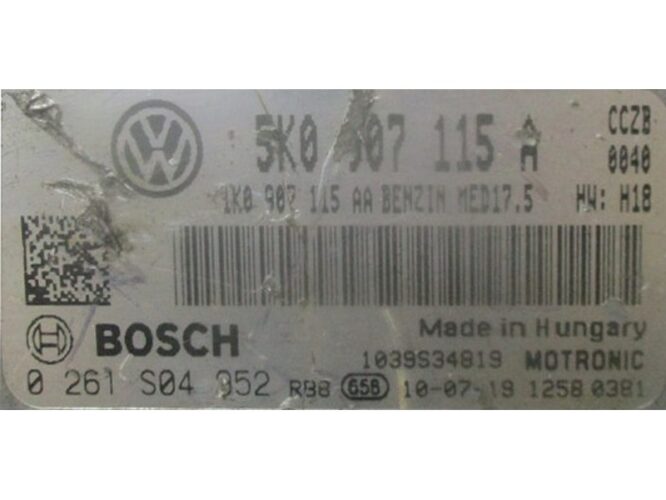 5K0 907 115 A
CCZB
0040
1K0 907 115 AA BENZIN MED17.5 HW: H18
BOSCH
Made in Hungary
1039S34819 MOTRONIC
0 261 S04 952 RB8 GSB 10-07-19 1258 0381